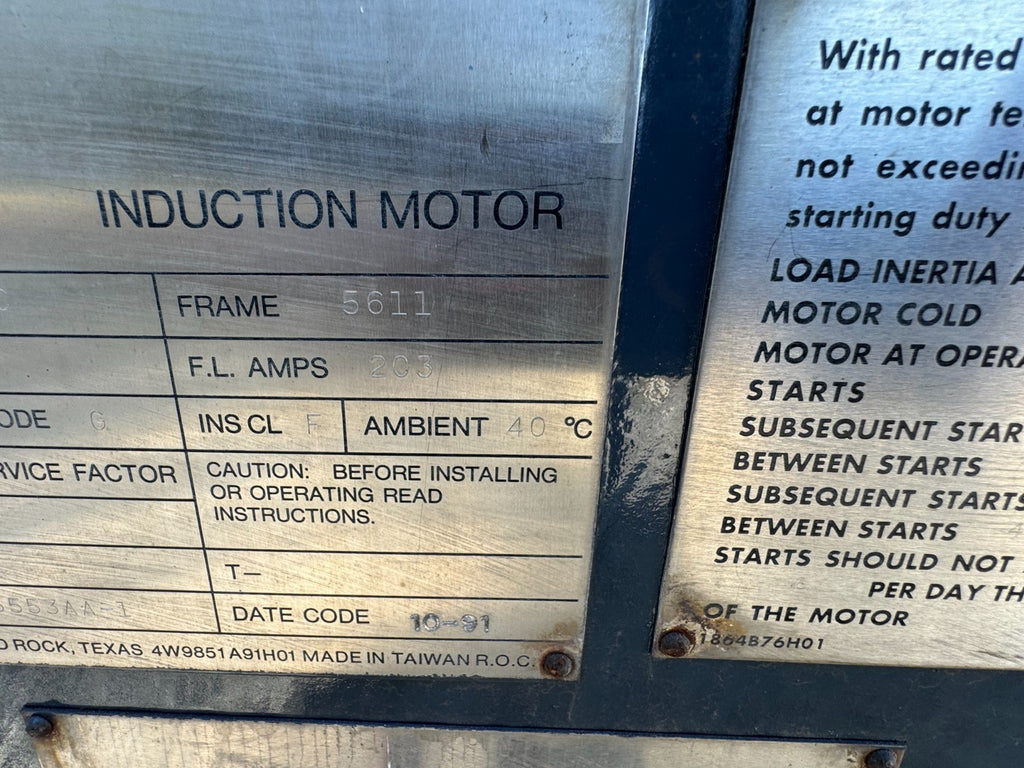 INDUCTION MOTOR
C
FRAME 5611
F.L. AMPS 203
ODE G
INS CL F
AMBIENT 40 °C
RVICE FACTOR
CAUTION: BEFORE INSTALLING
OR OPERATING READ
INSTRUCTIONS.
T–
5553AA-1
DATE CODE 10-91
D ROCK, TEXAS 4W9851A91H01 MADE IN TAIWAN R.O.C.
With rated
at motor te
not exceedin
starting duty
LOAD INERTIA A
MOTOR COLD
MOTOR AT OPERA
STARTS
SUBSEQUENT STAR
BETWEEN STARTS
SUBSEQUENT STARTS
BETWEEN STARTS
STARTS SHOULD NOT
PER DAY TH
OF THE MOTOR
1864B76H01